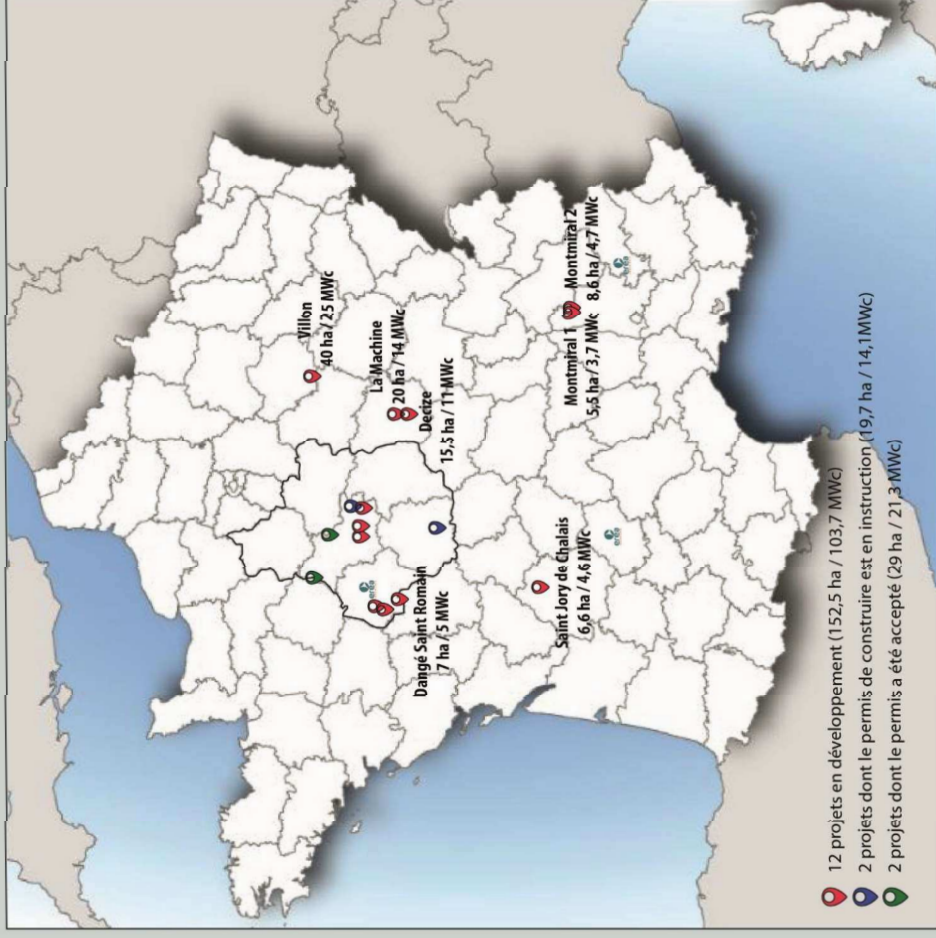 Villon
40 ha / 25 MWc
La Machine
20 ha / 14 MWc
Decize
15,5 ha / 11 MWc
Dangé Saint Romain
7 ha / 5 MWc
Saint Jory de Chalais
6,6 ha / 4,6 MWc
Montmiral 1
5,5 ha / 3,7 MWc
Montmiral 2
8,6 ha / 4,7 MWc
12 projets en développement (152,5 ha / 103,7 MWc)
2 projets dont le permis de construire est en instruction (19,7 ha / 14,1MWc)
2 projets dont le permis a été accepté (29 ha / 21,3 MWc)